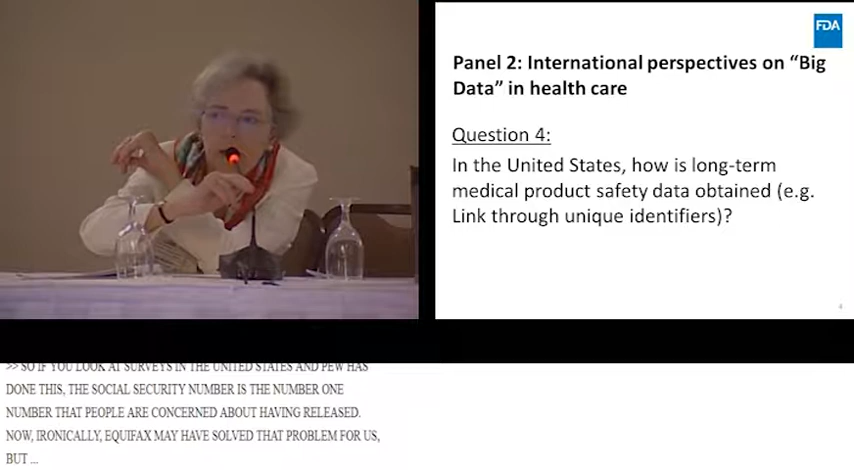 FDA
Panel 2: International perspectives on “Big
Data” in health care
Question 4:
In the United States, how is long-term
medical product safety data obtained (e.g.
Link through unique identifiers)?
4
>> SO IF YOU LOOK AT SURVEYS IN THE UNITED STATES AND PEW HAS
DONE THIS, THE SOCIAL SECURITY NUMBER IS THE NUMBER ONE
NUMBER THAT PEOPLE ARE CONCERNED ABOUT HAVING RELEASED.
NOW, IRONICALLY, EQUIFAX MAY HAVE SOLVED THAT PROBLEM FOR US,
BUT ...